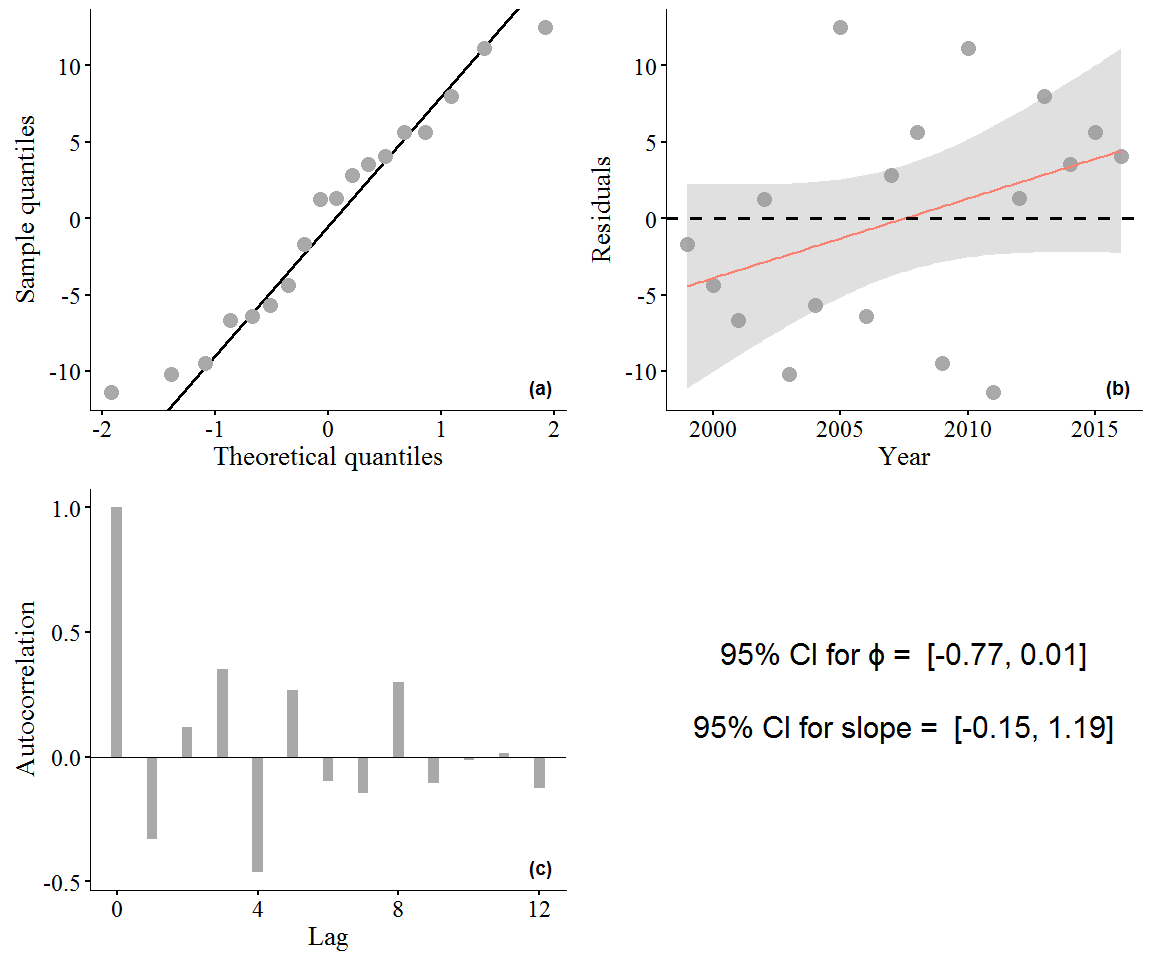 10
5
0
-5
-10
Sample quantiles
(a)
-2 -1 0 1 2
Theoretical quantiles
10
5
0
-5
-10
Residuals
(b)
2000 2005 2010 2015
Year
1.0
0.5
0.0
-0.5
Autocorrelation
(c)
0 4 8 12
Lag
95% CI for ϕ = [-0.77, 0.01]
95% CI for slope = [-0.15, 1.19]